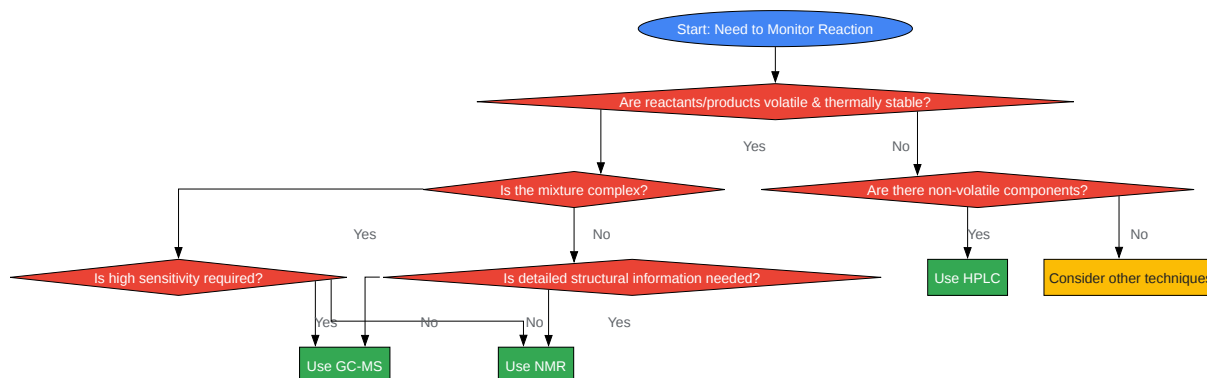 Start: Need to Monitor Reaction
Are reactants/products volatile & thermally stable?
Yes
No
Is the mixture complex?
Are there non-volatile components?
Yes
No
Yes
No
Is high sensitivity required?
Is detailed structural information needed?
Use HPLC
Consider other techniques
Yes
No
No
Yes
Use GC-MS
Use NMR